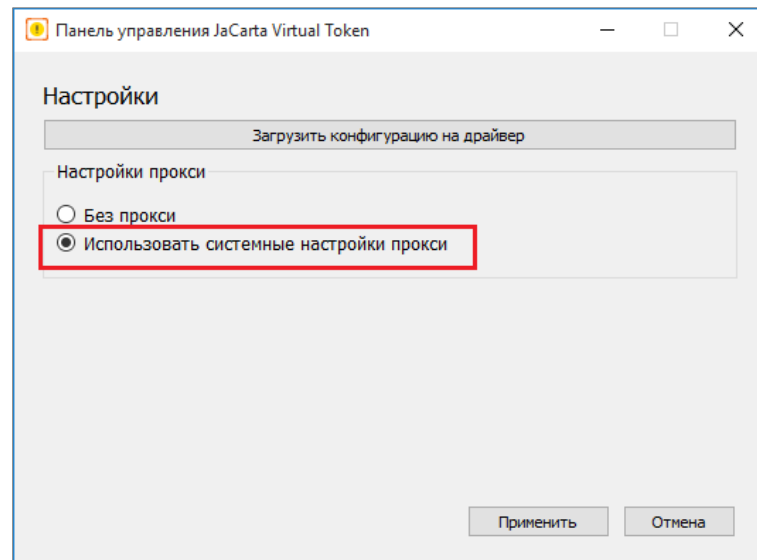 Панель управления JaCarta Virtual Token
Настройки
Загрузить конфигурацию на драйвер
Настройки прокси
Без прокси
Использовать системные настройки прокси
Применить Отмена